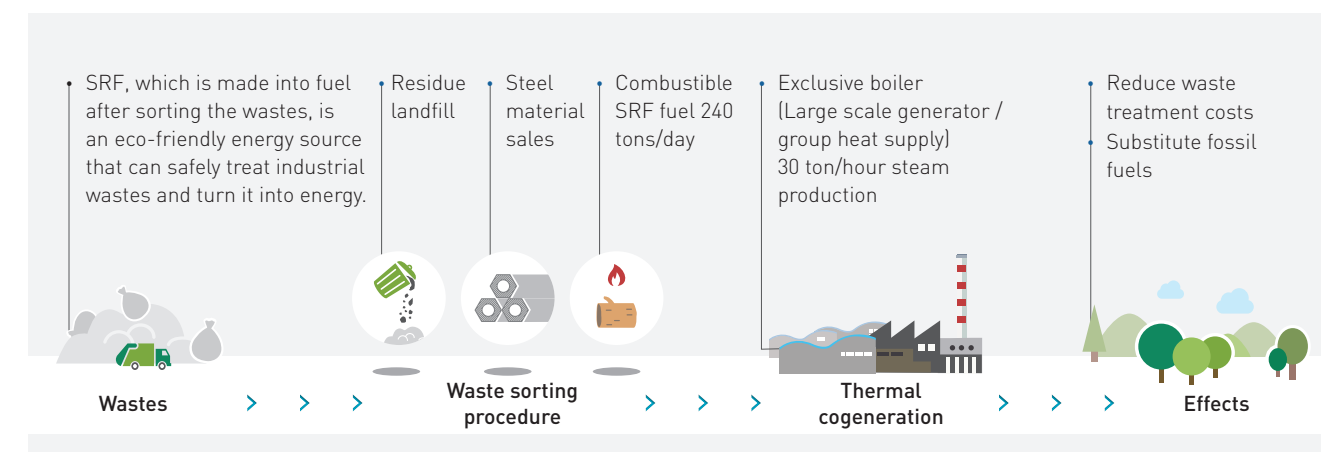 SRF, which is made into fuel
after sorting the wastes, is
an eco-friendly energy source
that can safely treat industrial
wastes and turn it into energy.
Residue
landfill
Steel
material
sales
Combustible
SRF fuel 240
tons/day
Exclusive boiler
(Large scale generator /
group heat supply)
30 ton/hour steam
production
Reduce waste
treatment costs
Substitute fossil
fuels
Wastes
Waste sorting
procedure
Thermal
cogeneration
Effects